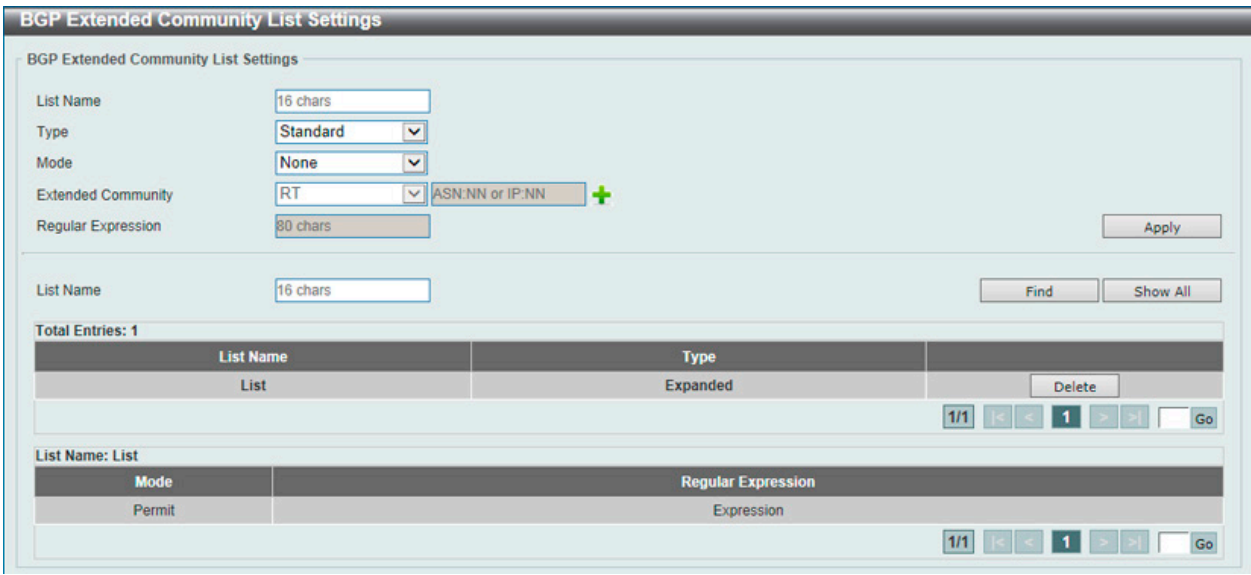 BGP Extended Community List Settings
BGP Extended Community List Settings
List Name 16 chars
Type Standard
Mode None
Extended Community RT ASN:NN or IP:NN
Regular Expression 80 chars Apply
List Name 16 chars Find Show All
Total Entries: 1
List Name Type
List Expanded Delete
1/1 |< < 1 > >| Go
List Name: List
Mode Regular Expression
Permit Expression
1/1 |< < 1 > >| Go